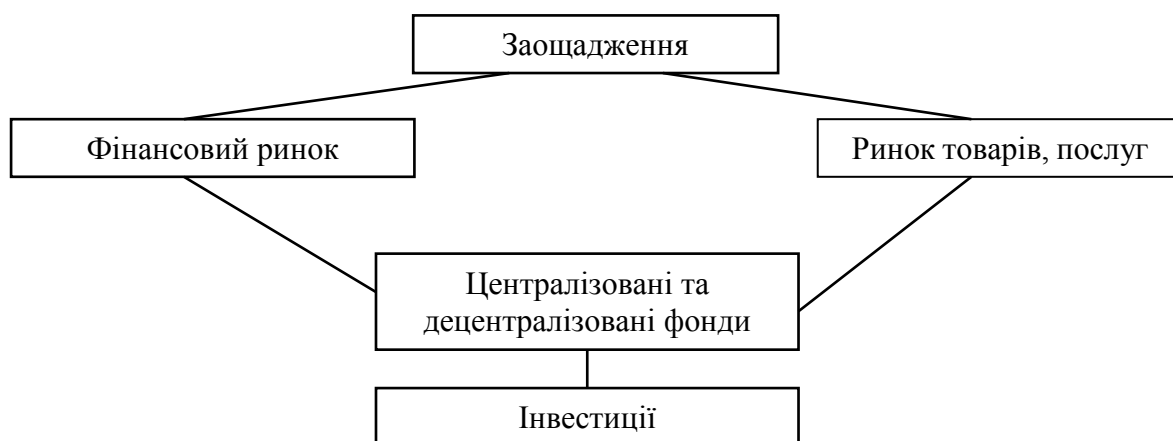 Заощадження
Фінансовий ринок
Ринок товарів, послуг
Централізовані та
децентралізовані фонди
Інвестиції